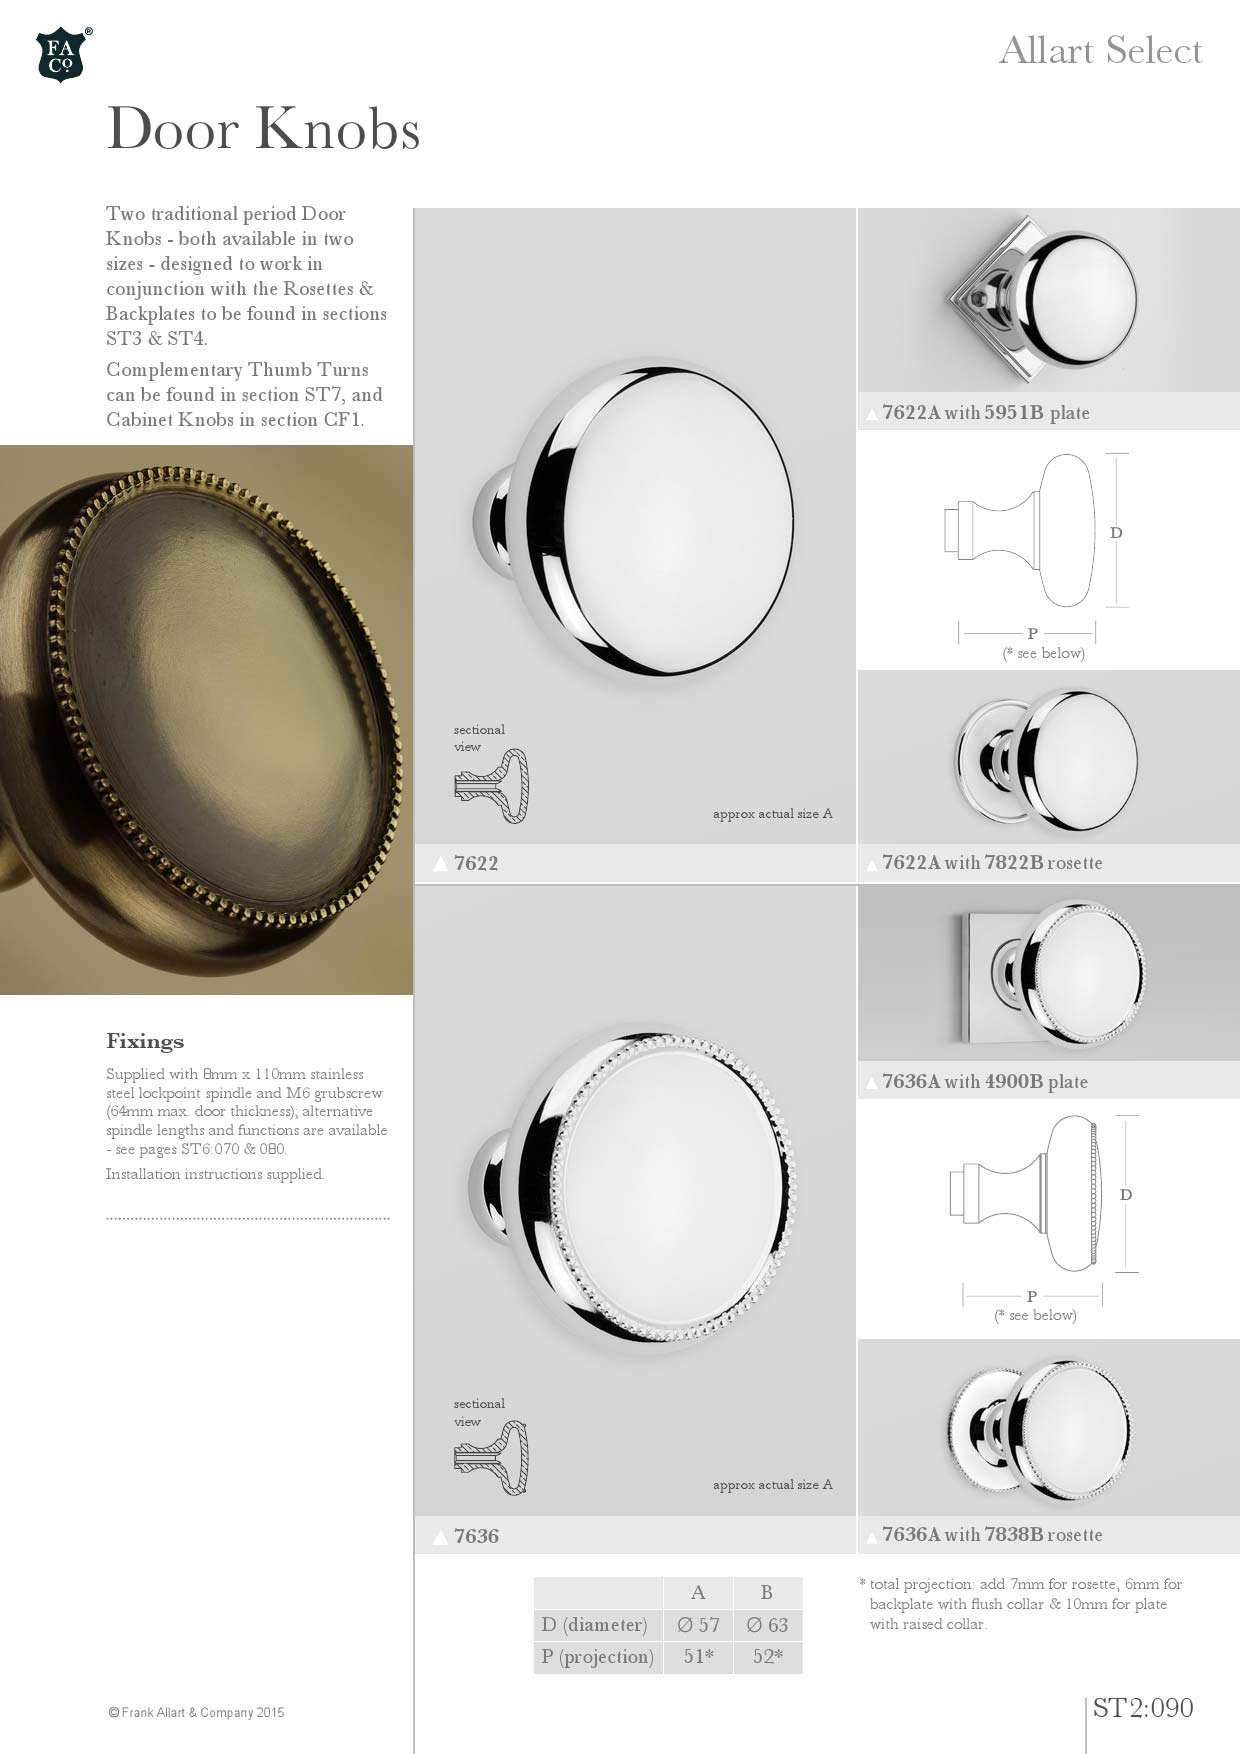 FA
Co.
®
Allart Select
Door Knobs
Two traditional period Door
Knobs - both available in two
sizes - designed to work in
conjunction with the Rosettes &
Backplates to be found in sections
ST3 & ST4.
Complementary Thumb Turns
can be found in section ST7, and
Cabinet Knobs in section CF1.
Fixings
Supplied with 8mm x 110mm stainless
steel lockpoint spindle and M6 grubscrew
(64mm max. door thickness); alternative
spindle lengths and functions are available
- see pages ST6:070 & 080.
Installation instructions supplied.
sectional
view
approx actual size A
▲ 7622
▲ 7622A with 5951B plate
D
P
(* see below)
▲ 7622A with 7822B rosette
sectional
view
approx actual size A
▲ 7636
▲ 7636A with 4900B plate
D
P
(* see below)
▲ 7636A with 7838B rosette
A B
D (diameter) Ø 57 Ø 63
P (projection) 51* 52*
* total projection: add 7mm for rosette, 6mm for
backplate with flush collar & 10mm for plate
with raised collar.
© Frank Allart & Company 2015
ST2:090